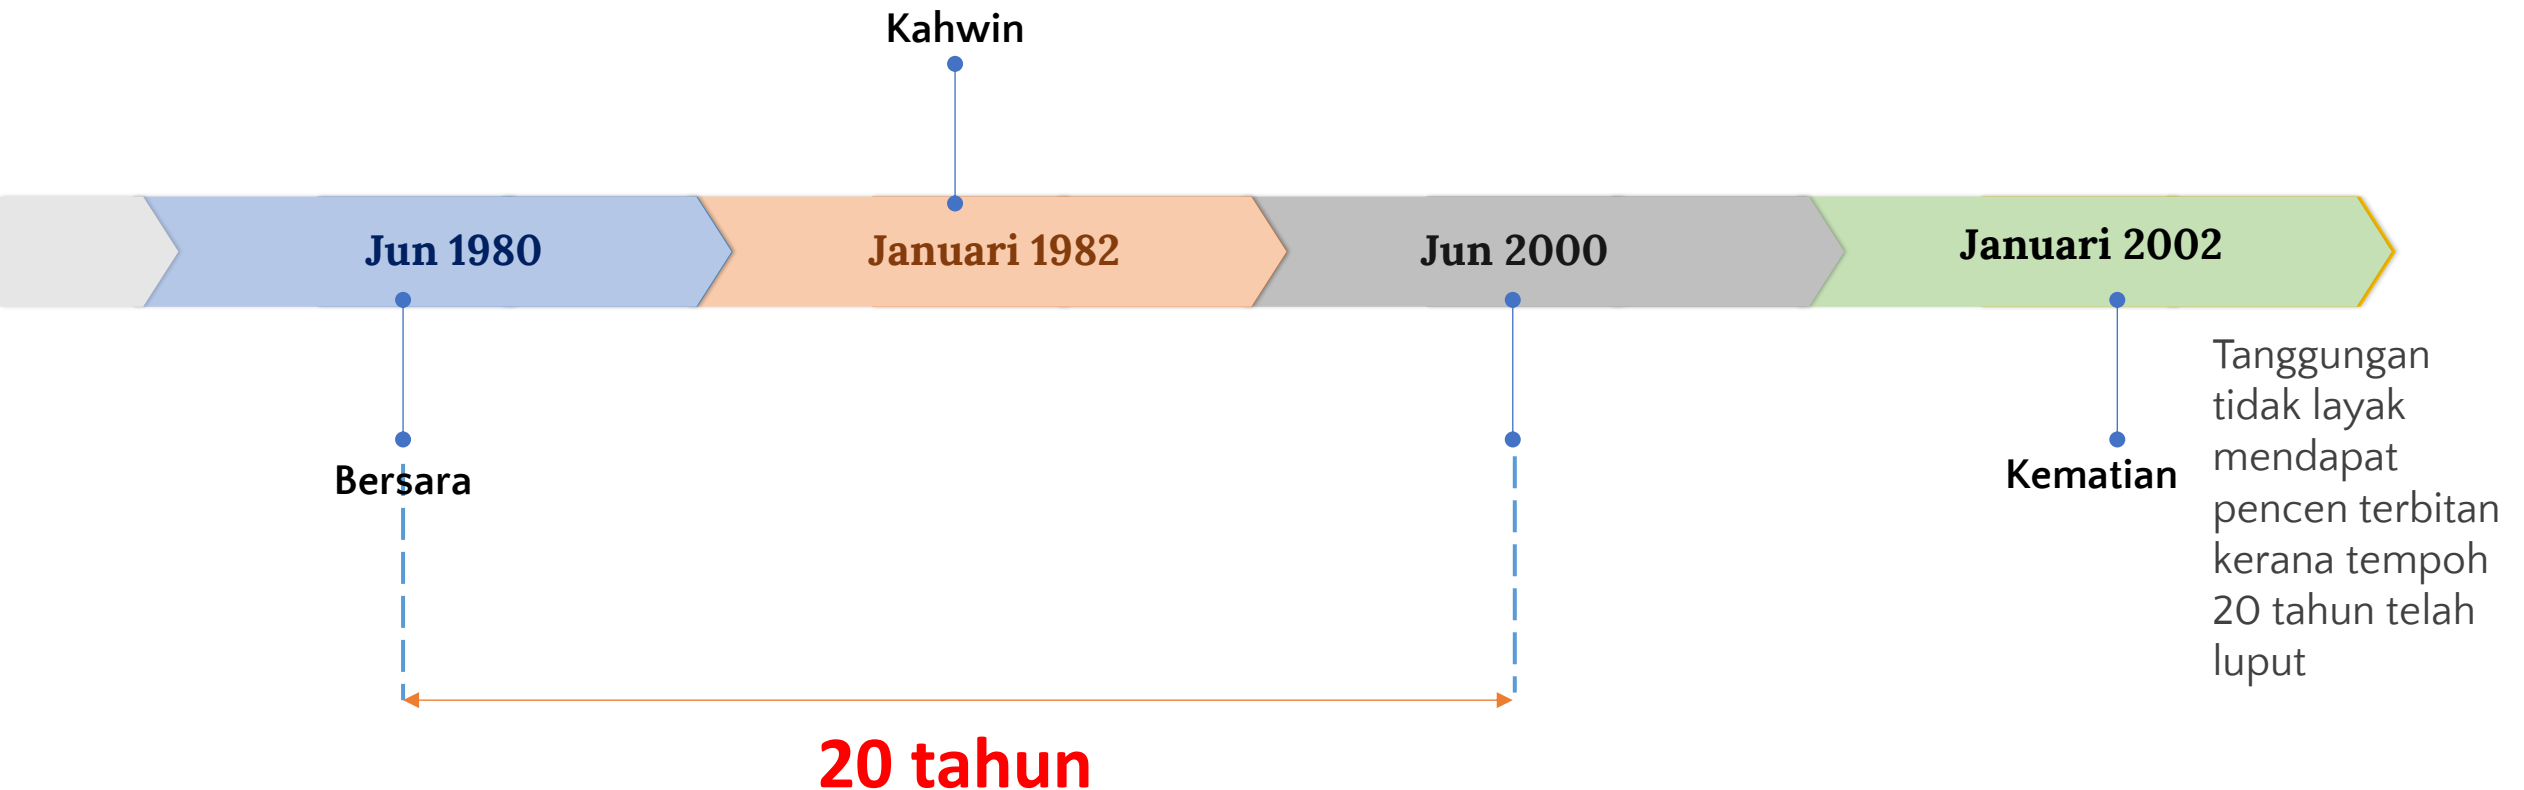 Kahwin
Jun 1980
Januari 1982
Jun 2000
Januari 2002
Bersara
Kematian
Tanggungan
tidak layak
mendapat
pencen terbitan
kerana tempoh
20 tahun telah
luput
20 tahun